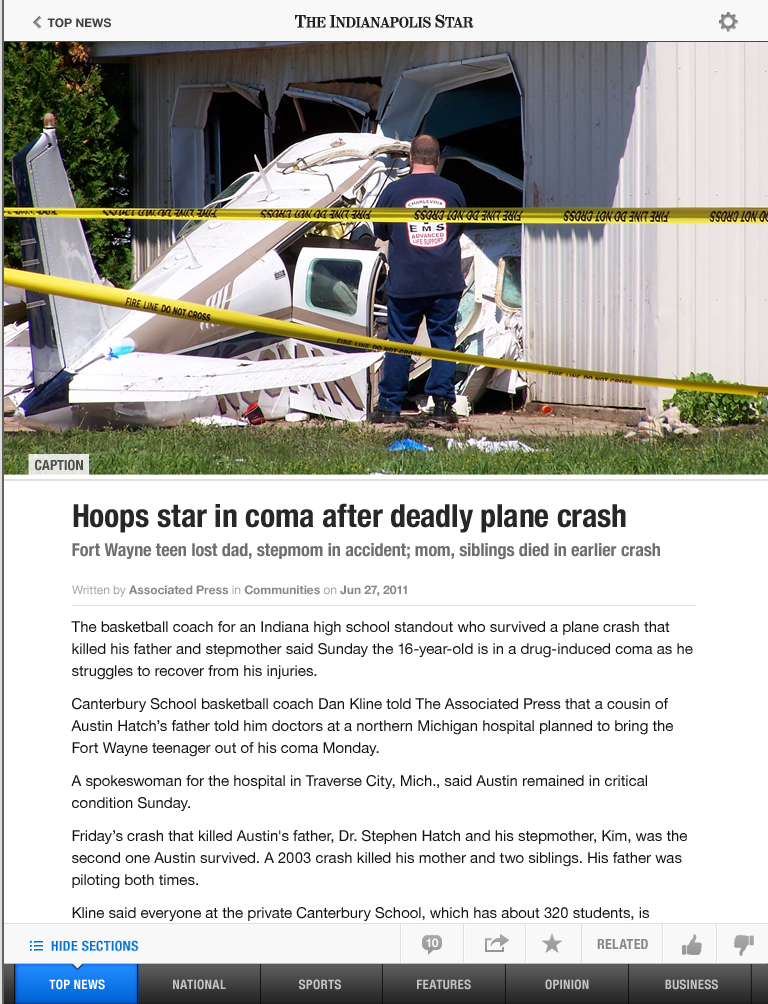 TOP NEWS
THE INDIANAPOLIS STAR
FIRE LINE DO NOT CROSS FIRE LINE DO NOT CROSS FIRE LINE DO NOT CROSS FIRE LINE DO NOT CROSS
CHARLEVOIX
EMS
ADVANCED
LIFE SUPPORT
FIRE LINE DO NOT CROSS FIRE LINE DO NOT CROSS FIRE LINE DO NOT CROSS
CAPTION
Hoops star in coma after deadly plane crash
Fort Wayne teen lost dad, stepmom in accident; mom, siblings died in earlier crash
Written by Associated Press in Communities on Jun 27, 2011
The basketball coach for an Indiana high school standout who survived a plane crash that
killed his father and stepmother said Sunday the 16-year-old is in a drug-induced coma as he
struggles to recover from his injuries.
Canterbury School basketball coach Dan Kline told The Associated Press that a cousin of
Austin Hatch’s father told him doctors at a northern Michigan hospital planned to bring the
Fort Wayne teenager out of his coma Monday.
A spokeswoman for the hospital in Traverse City, Mich., said Austin remained in critical
condition Sunday.
Friday’s crash that killed Austin's father, Dr. Stephen Hatch and his stepmother, Kim, was the
second one Austin survived. A 2003 crash killed his mother and two siblings. His father was
piloting both times.
Kline said everyone at the private Canterbury School, which has about 320 students, is
HIDE SECTIONS
10
RELATED
TOP NEWS
NATIONAL
SPORTS
FEATURES
OPINION
BUSINESS